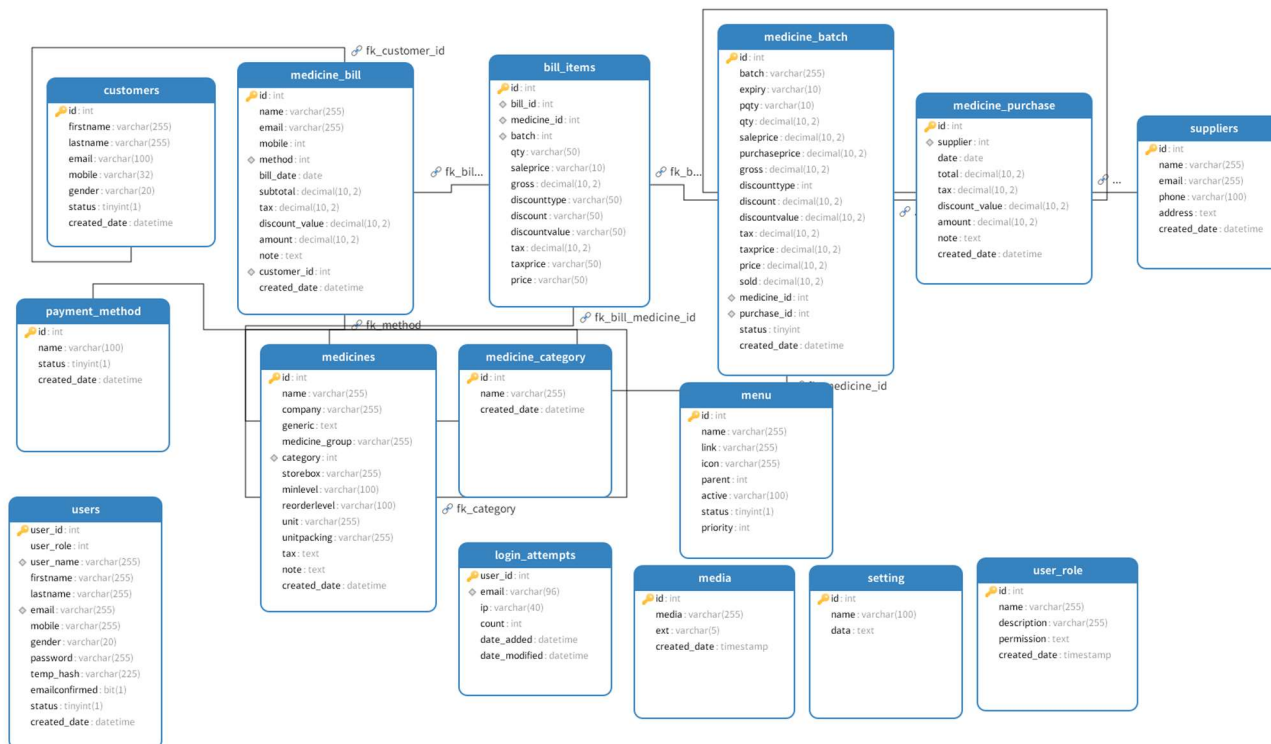 fk_customer_id
customers
id : int
firstname : varchar(255)
lastname : varchar(255)
email : varchar(100)
mobile : varchar(32)
gender : varchar(20)
status : tinyint(1)
created_date : datetime
medicine_bill
id : int
name : varchar(255)
email : varchar(255)
mobile : int
method : int
bill_date : date
subtotal : decimal(10, 2)
tax : decimal(10, 2)
discount_value : decimal(10, 2)
amount : decimal(10, 2)
note : text
customer_id : int
created_date : datetime
fk_bil...
bill_items
id : int
bill_id : int
medicine_id : int
batch : int
qty : varchar(50)
saleprice : varchar(10)
gross : decimal(10, 2)
discounttype : varchar(50)
discount : varchar(50)
discountvalue : varchar(50)
tax : decimal(10, 2)
taxprice : varchar(50)
price : varchar(50)
fk_b...
medicine_batch
id : int
batch : varchar(255)
expiry : varchar(10)
pqty : varchar(10)
qty : decimal(10, 2)
saleprice : decimal(10, 2)
purchaseprice : decimal(10, 2)
gross : decimal(10, 2)
discounttype : int
discount : decimal(10, 2)
discountvalue : decimal(10, 2)
tax : decimal(10, 2)
taxprice : decimal(10, 2)
price : decimal(10, 2)
sold : decimal(10, 2)
medicine_id : int
purchase_id : int
status : tinyint
created_date : datetime
medicine_purchase
id : int
supplier : int
date : date
total : decimal(10, 2)
tax : decimal(10, 2)
discount_value : decimal(10, 2)
amount : decimal(10, 2)
note : text
created_date : datetime
...
suppliers
id : int
name : varchar(255)
email : varchar(255)
phone : varchar(100)
address : text
created_date : datetime
payment_method
id : int
name : varchar(100)
status : tinyint(1)
created_date : datetime
fk_method
fk_bill_medicine_id
medicines
id : int
name : varchar(255)
company : varchar(255)
generic : text
medicine_group : varchar(255)
category : int
storebox : varchar(255)
minlevel : varchar(100)
reorderlevel : varchar(100)
unit : varchar(255)
unitpacking : varchar(255)
tax : text
note : text
created_date : datetime
medicine_category
id : int
name : varchar(255)
created_date : datetime
fk_category
menu
id : int
name : varchar(255)
link : varchar(255)
icon : varchar(255)
parent : int
active : varchar(100)
status : tinyint(1)
priority : int
users
user_id : int
user_role : int
user_name : varchar(255)
firstname : varchar(255)
lastname : varchar(255)
email : varchar(255)
mobile : varchar(255)
gender : varchar(20)
password : varchar(255)
temp_hash : varchar(225)
emailconfirmed : bit(1)
status : tinyint(1)
created_date : datetime
login_attempts
user_id : int
email : varchar(96)
ip : varchar(40)
count : int
date_added : datetime
date_modified : datetime
media
id : int
media : varchar(255)
ext : varchar(5)
created_date : timestamp
setting
id : int
name : varchar(100)
data : text
user_role
id : int
name : varchar(255)
description : varchar(255)
permission : text
created_date : timestamp